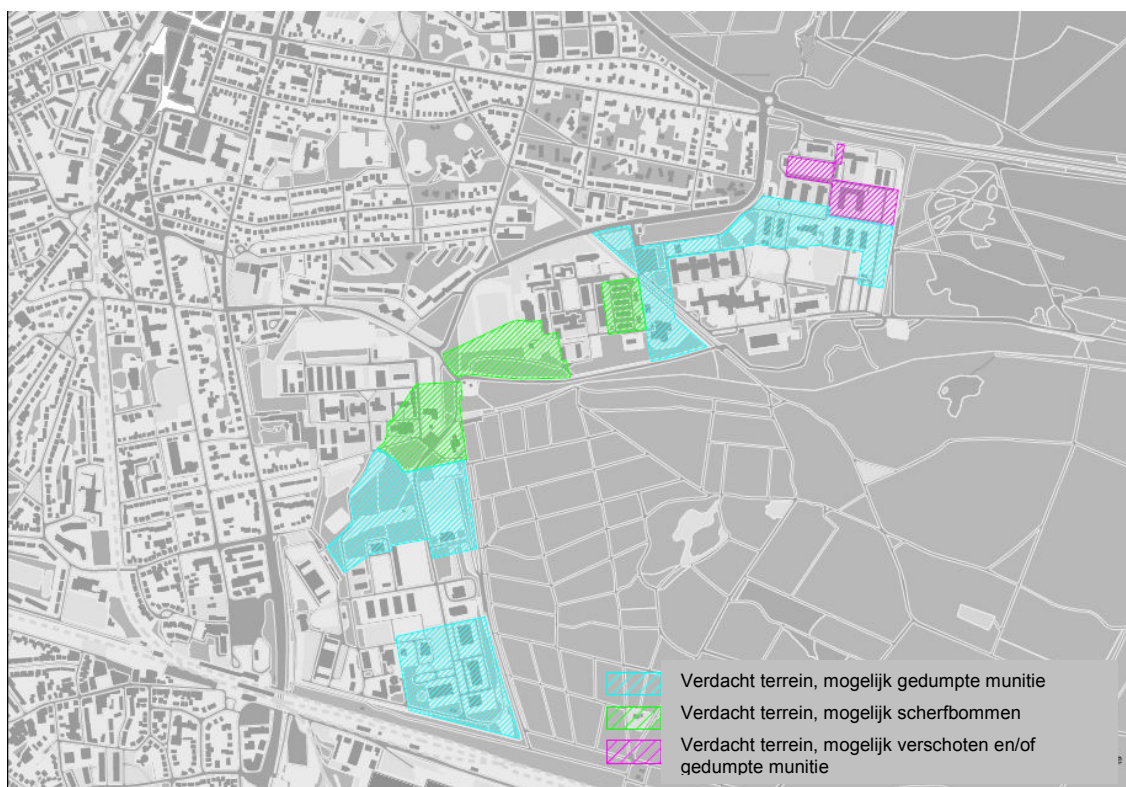 Verdacht terrein, mogelijk gedumpte munitie
Verdacht terrein, mogelijk scherfbommen
Verdacht terrein, mogelijk verschoten en/of
gedumpte munitie